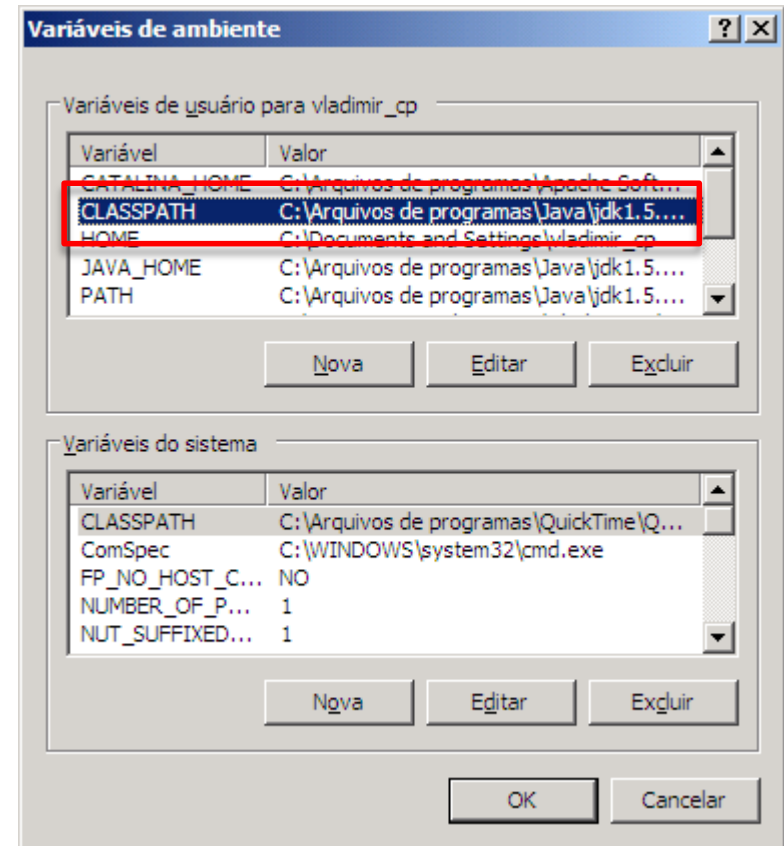 Variáveis de ambiente
Variáveis de usuário para vladimir_cp
Variável Valor
CATALINA_HOME C:\Arquivos de programas\Apache Soft...
CLASSPATH C:\Arquivos de programas\Java\jdk1.5....
HOME C:\Documents and Settings\vladimir_cp
JAVA_HOME C:\Arquivos de programas\Java\jdk1.5....
PATH C:\Arquivos de programas\Java\jdk1.5....
Nova Editar Excluir
Variáveis do sistema
Variável Valor
CLASSPATH C:\Arquivos de programas\QuickTime\Q...
ComSpec C:\WINDOWS\system32\cmd.exe
FP_NO_HOST_C... NO
NUMBER_OF_P... 1
NUT_SUFFIXED... 1
Nova Editar Excluir
OK Cancelar